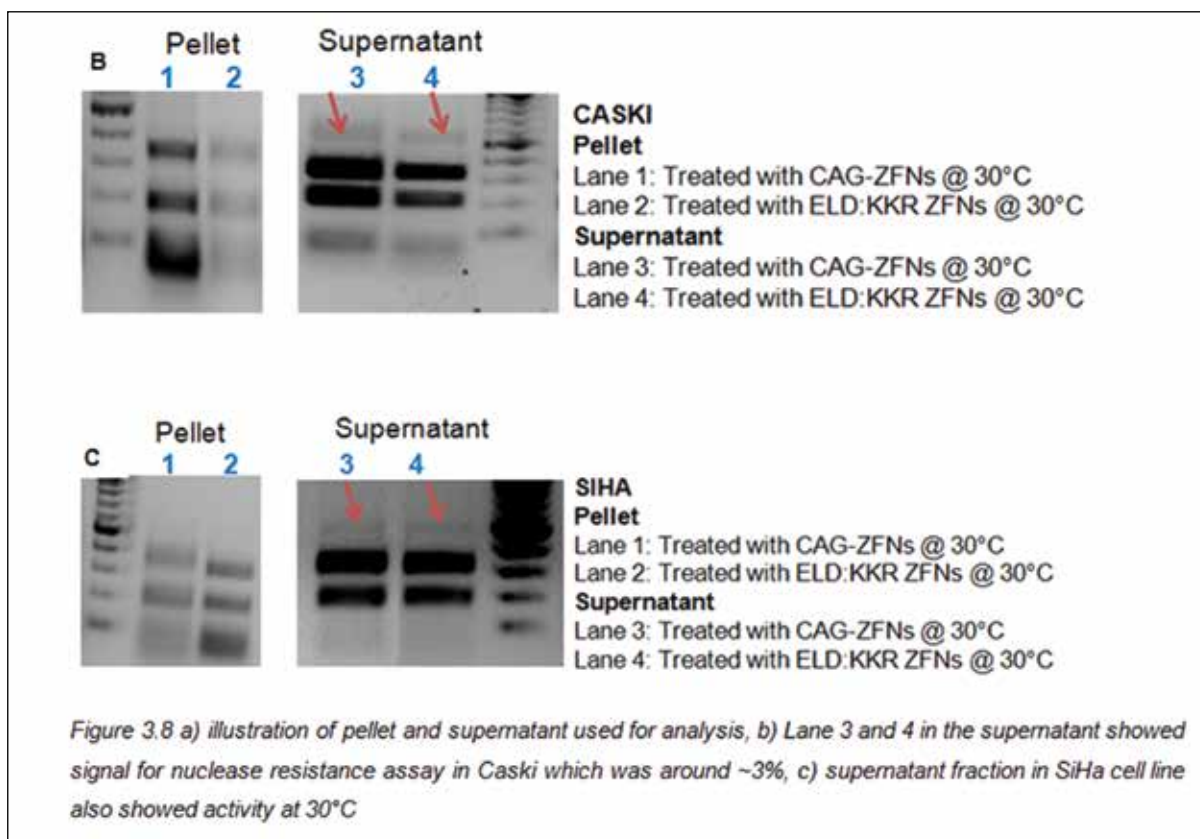 B
Pellet
1 2
Supernatant
3 4
CASKI
Pellet
Lane 1: Treated with CAG-ZFNs @ 30°C
Lane 2: Treated with ELD:KKR ZFNs @ 30°C
Supernatant
Lane 3: Treated with CAG-ZFNs @ 30°C
Lane 4: Treated with ELD:KKR ZFNs @ 30°C
C
Pellet
1 2
Supernatant
3 4
SIHA
Pellet
Lane 1: Treated with CAG-ZFNs @ 30°C
Lane 2: Treated with ELD:KKR ZFNs @ 30°C
Supernatant
Lane 3: Treated with CAG-ZFNs @ 30°C
Lane 4: Treated with ELD:KKR ZFNs @ 30°C
Figure 3.8 a) illustration of pellet and supernatant used for analysis, b) Lane 3 and 4 in the supernatant showed
signal for nuclease resistance assay in Caski which was around ~3%, c) supernatant fraction in SiHa cell line
also showed activity at 30°C